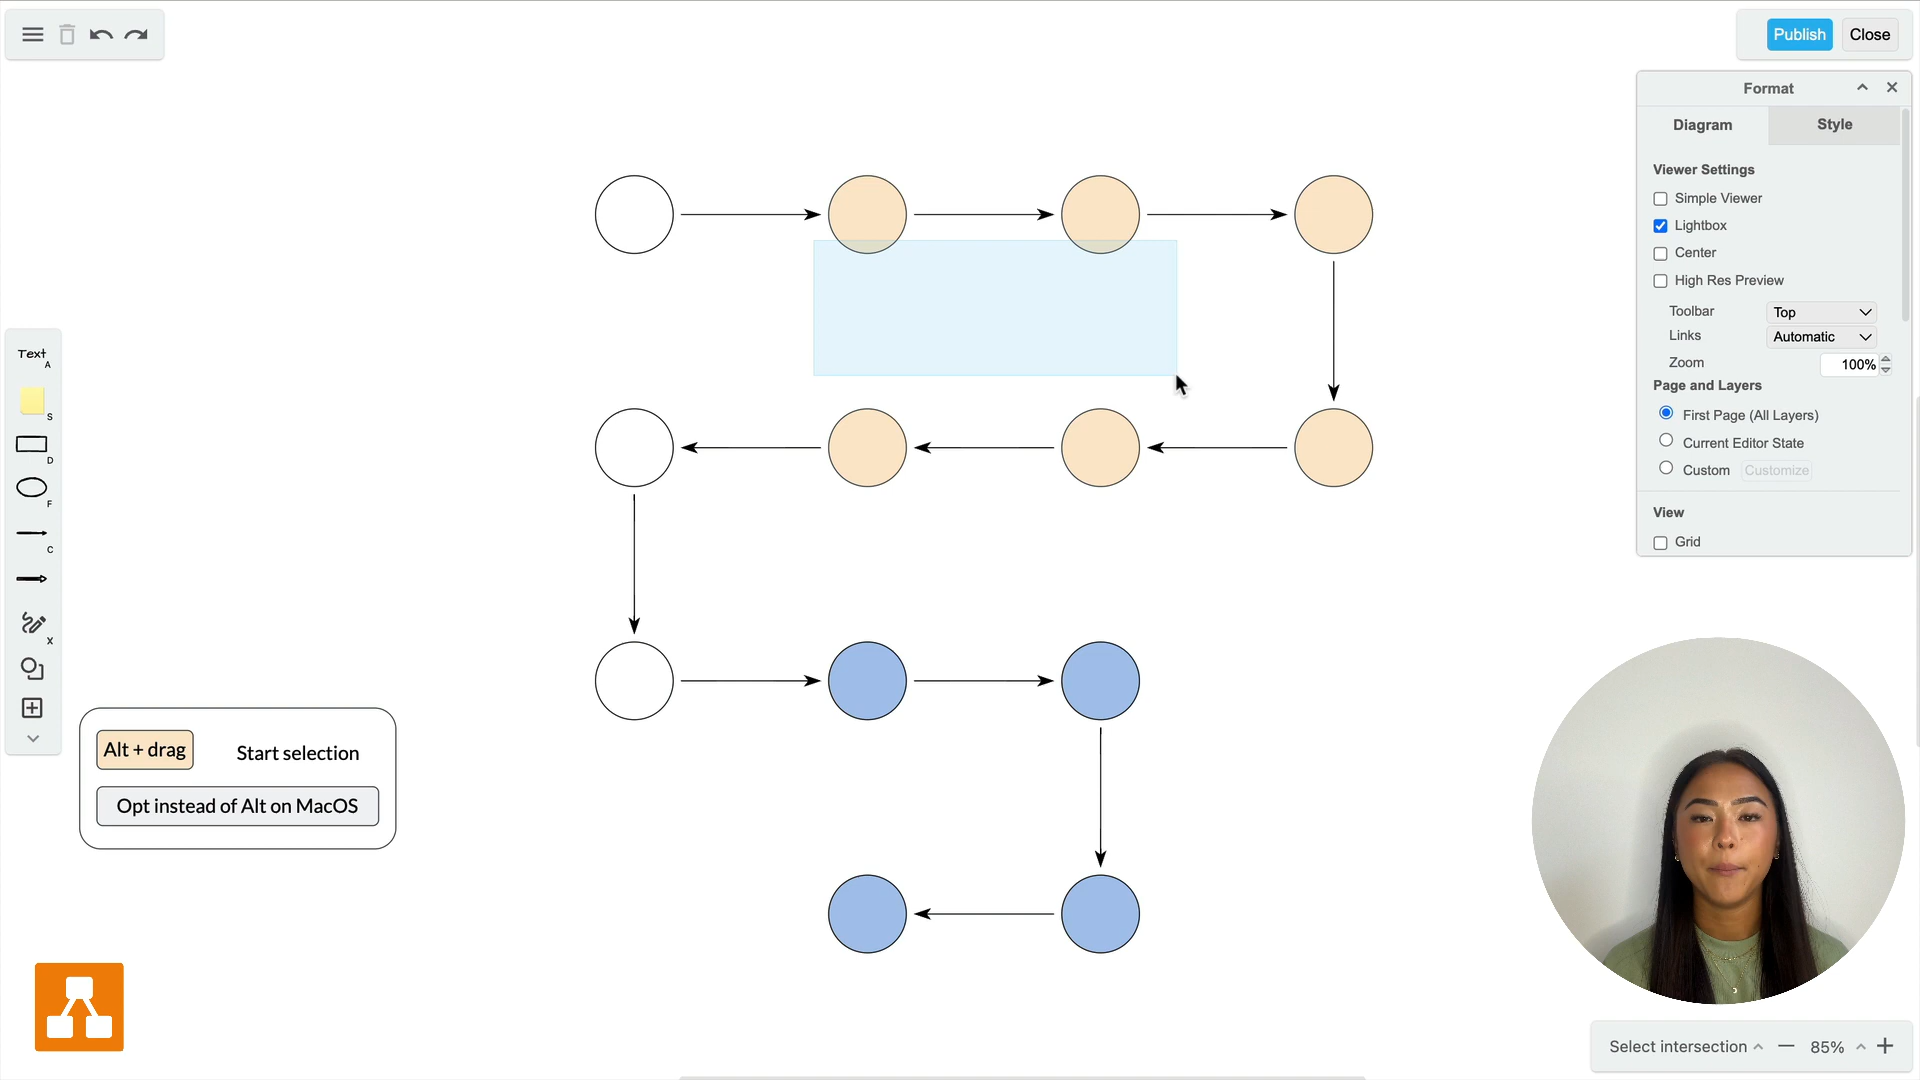 Publish
Close
Format
Diagram
Style
Viewer Settings
Simple Viewer
Lightbox
Center
High Res Preview
Toolbar
Top
Links
Automatic
Zoom
100%
Page and Layers
First Page (All Layers)
Current Editor State
Custom
Customize
View
Grid
Text
A
S
D
F
C
X
Alt + drag
Start selection
Opt instead of Alt on MacOS
Select intersection
85%